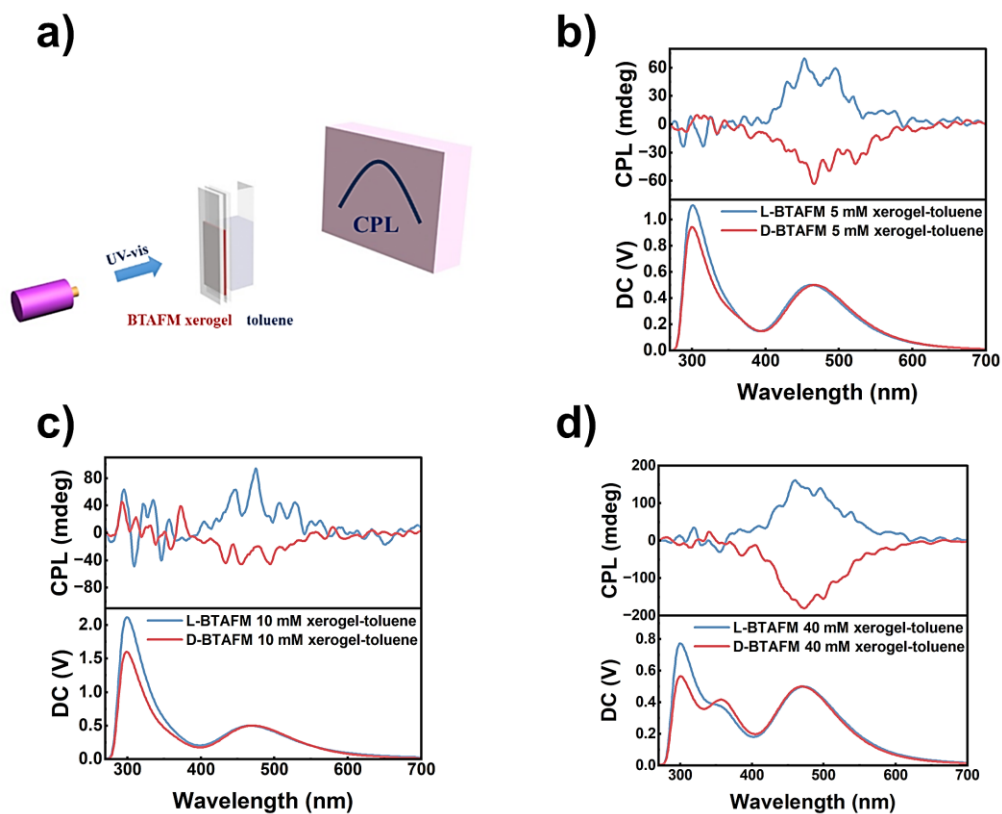 a)
UV-vis
BTAFM xerogel
toluene
CPL
b)
CPL (mdeg)
60
30
0
−30
−60
DC (V)
1.0
0.8
0.6
0.4
0.2
0.0
L-BTAFM 5 mM xerogel-toluene
D-BTAFM 5 mM xerogel-toluene
300 400 500 600 700
Wavelength (nm)
c)
CPL (mdeg)
80
40
0
−40
−80
DC (V)
2.0
1.5
1.0
0.5
0.0
L-BTAFM 10 mM xerogel-toluene
D-BTAFM 10 mM xerogel-toluene
300 400 500 600 700
Wavelength (nm)
d)
CPL (mdeg)
200
100
0
−100
−200
DC (V)
0.8
0.6
0.4
0.2
0.0
L-BTAFM 40 mM xerogel-toluene
D-BTAFM 40 mM xerogel-toluene
300 400 500 600 700
Wavelength (nm)